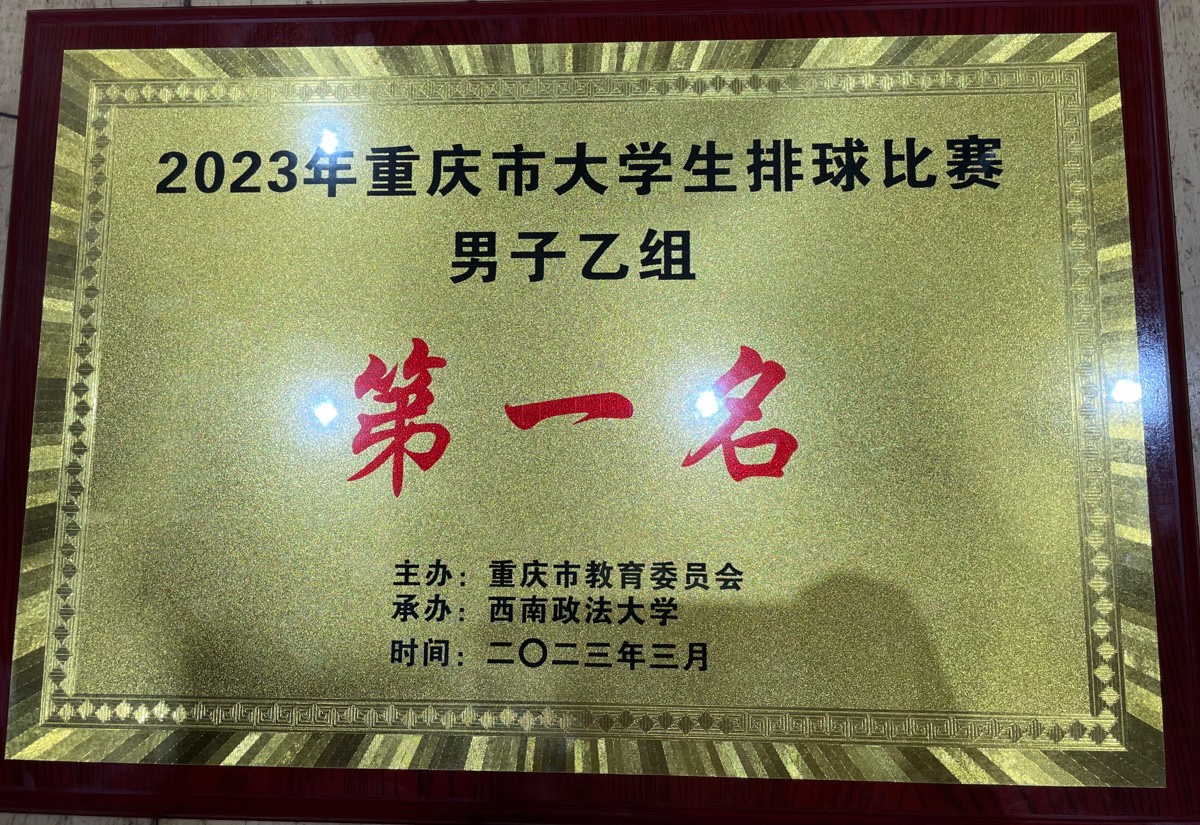 2023年重庆市大学生排球比赛
男子乙组
第一名
主办：重庆市教育委员会
承办：西南政法大学
时间：二〇二三年三月